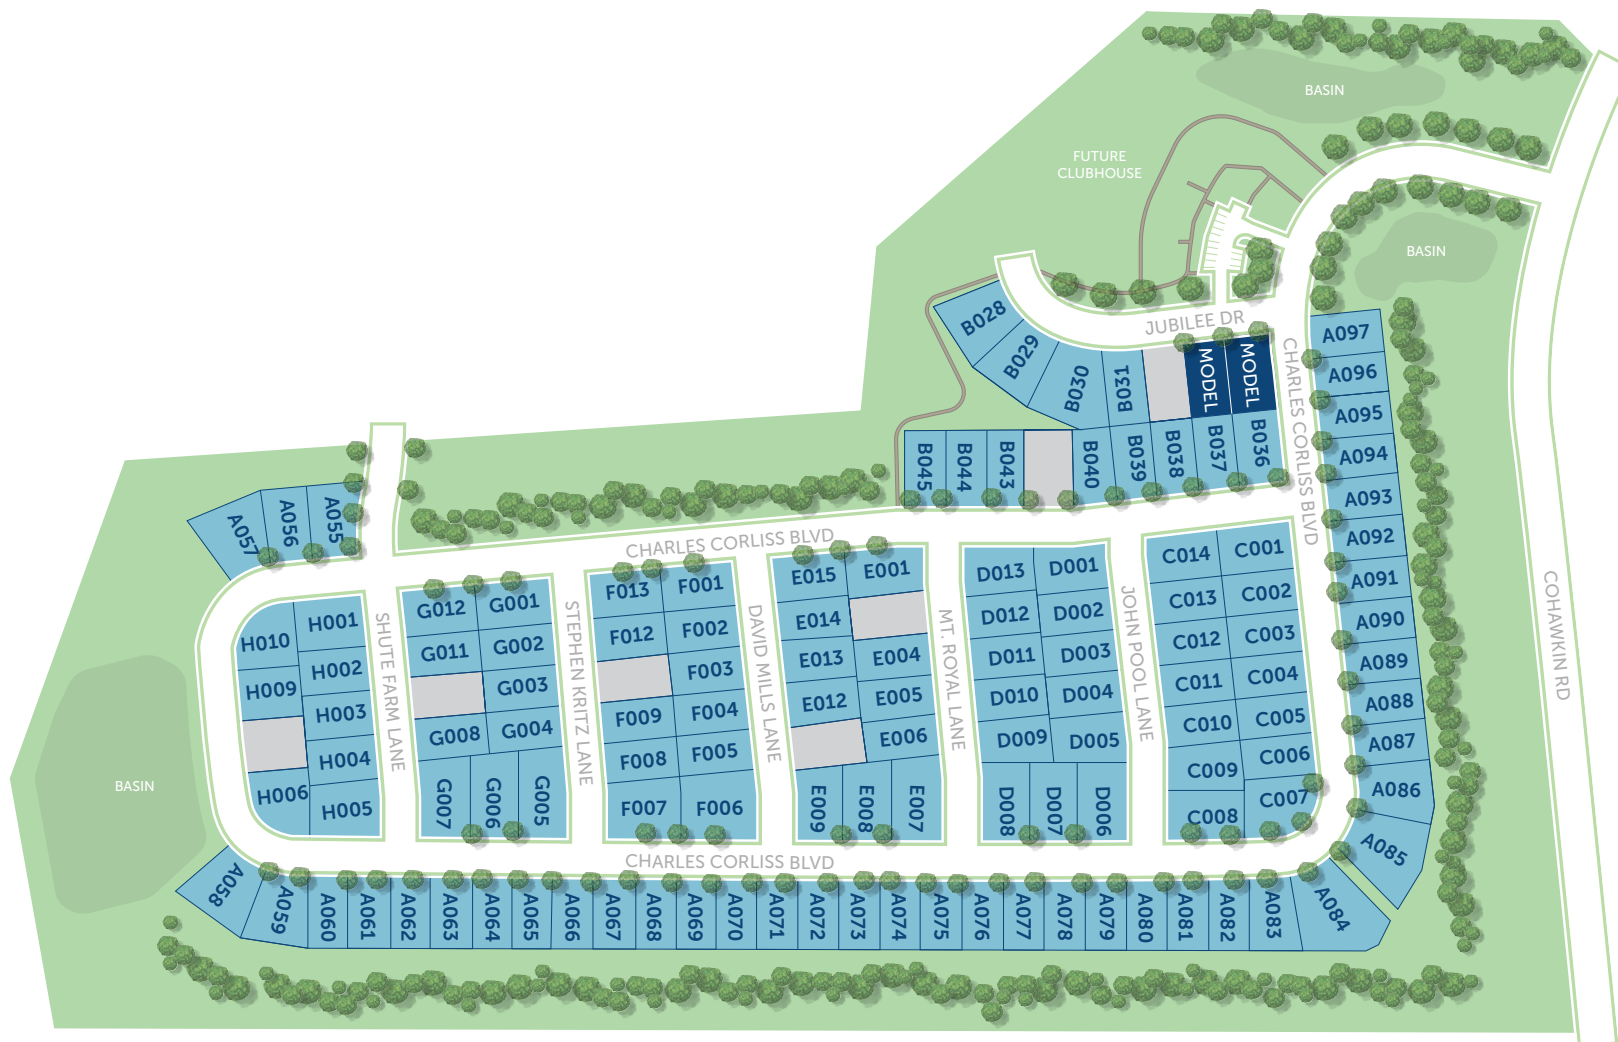 BASIN
FUTURE
CLUBHOUSE
BASIN
JUBILEE DR
B028
B029
B030
B031
MODEL
MODEL
B045
B044
B043
B040
B039
B038
B037
B036
CHARLES CORLISS BLVD
A097
A096
A095
A094
A093
A092
A091
A090
A089
A088
A087
A086
A085
A084
COHAWKIN RD
A057
A056
A055
CHARLES CORLISS BLVD
H010
H001
H009
H002
H003
H004
H006
H005
SHUTE FARM LANE
G012
G001
G011
G002
G003
G008
G004
G007
G006
G005
STEPHEN KRITZ LANE
F013
F001
F012
F002
F003
F009
F004
F008
F005
F007
F006
DAVID MILLS LANE
E015
E001
E014
E013
E004
E012
E005
E006
E009
E008
E007
MT. ROYAL LANE
D013
D001
D012
D002
D011
D003
D010
D004
D009
D005
D008
D007
D006
JOHN POOL LANE
C014
C001
C013
C002
C012
C003
C011
C004
C010
C005
C009
C006
C008
C007
BASIN
CHARLES CORLISS BLVD
A058
A059
A060
A061
A062
A063
A064
A065
A066
A067
A068
A069
A070
A071
A072
A073
A074
A075
A076
A077
A078
A079
A080
A081
A082
A083